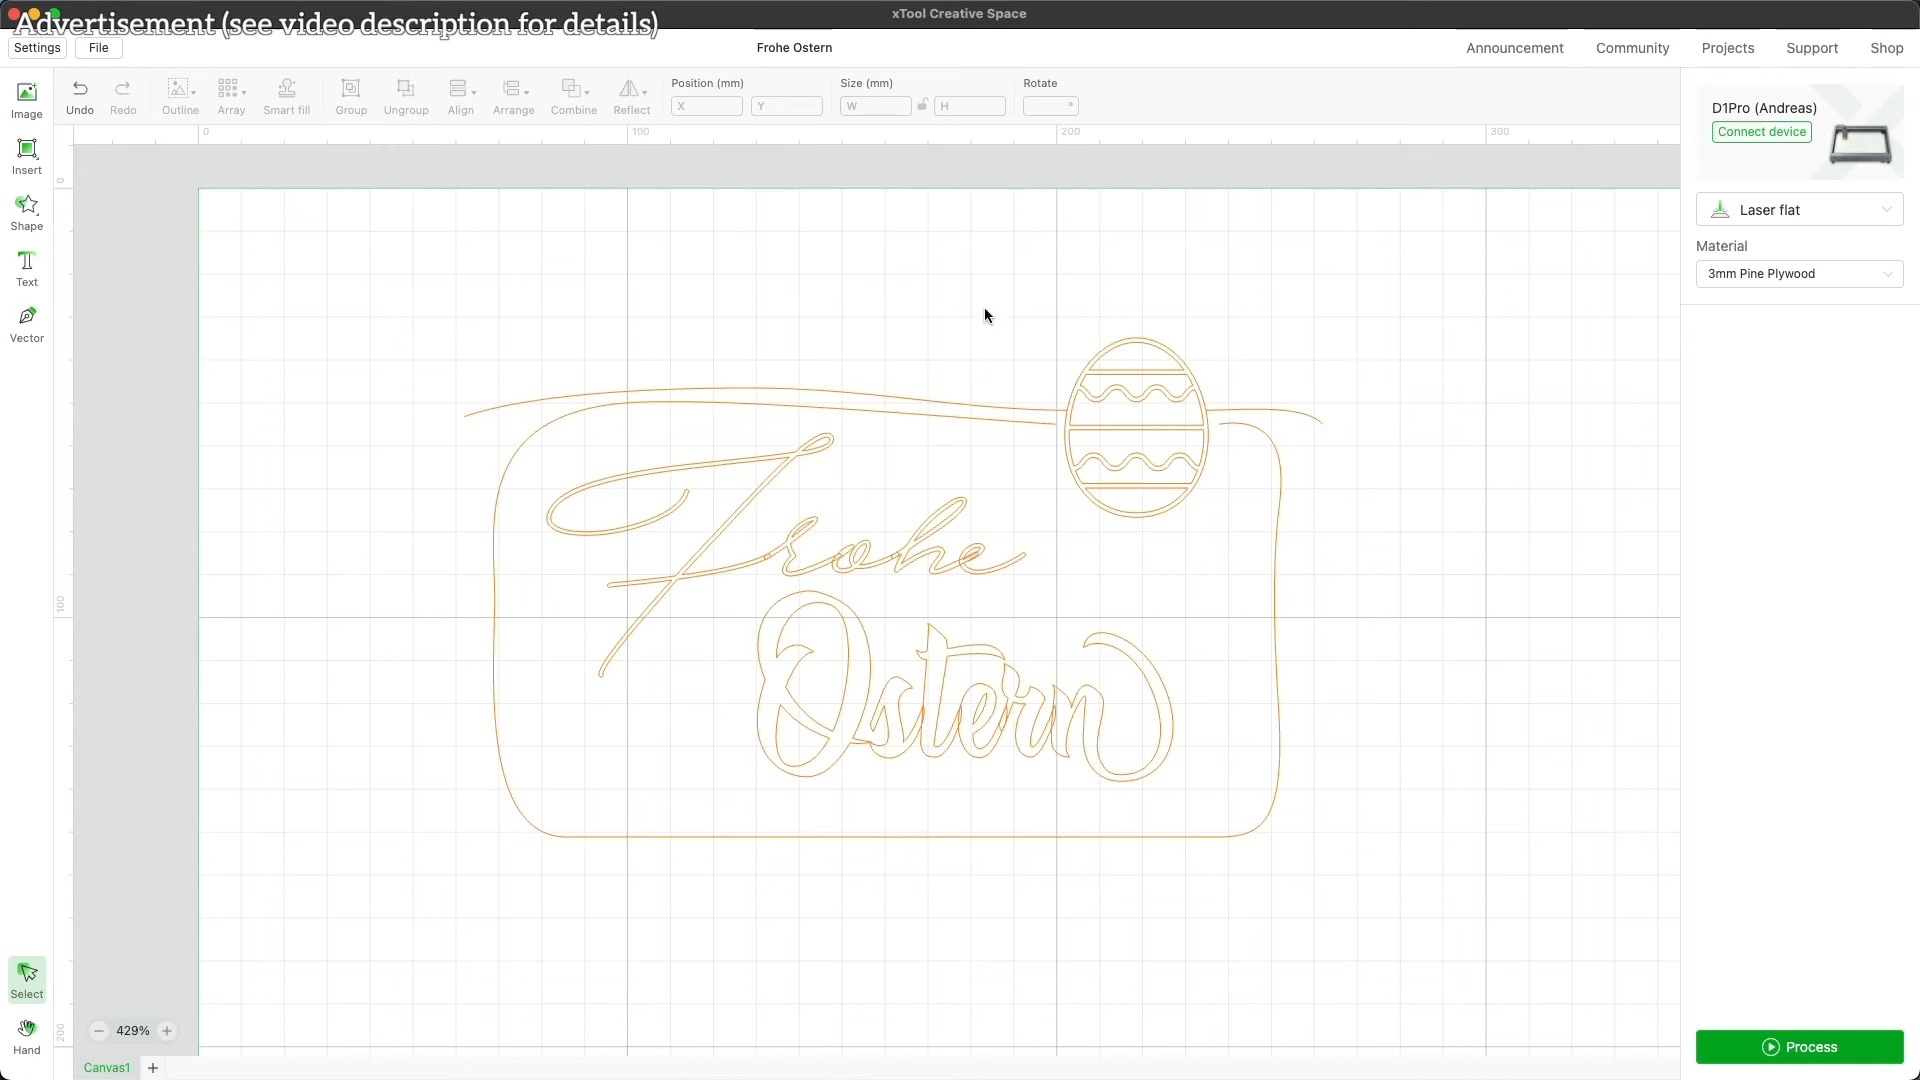 xTool Creative Space
Advertisement (see video description for details)
Settings File Frohe Ostern Announcement Community Projects Support Shop
Undo Redo Outline Array Smart fill Group Ungroup Align Arrange Combine Reflect
Position (mm) X Y Size (mm) W H Rotate °
0 100 200 300
0
100
200
Image
Insert
Shape
Text
Vector
Select
Hand
Frohe
Ostern
429%
Canvas1
D1Pro (Andreas)
Connect device
Laser flat
Material
3mm Pine Plywood
Process